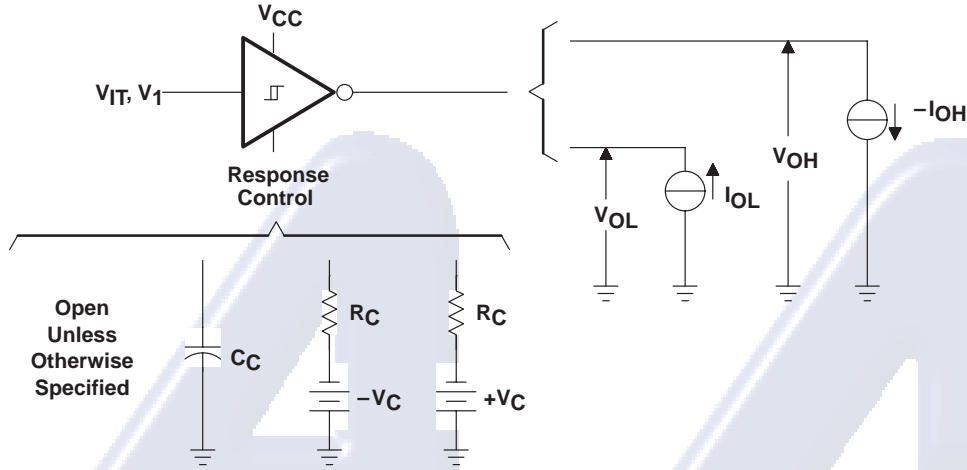 VCC
VIT, V1
Response
Control
–IOH
VOH
IOL
VOL
Open
Unless
Otherwise
Specified
CC
RC
–VC
RC
+VC